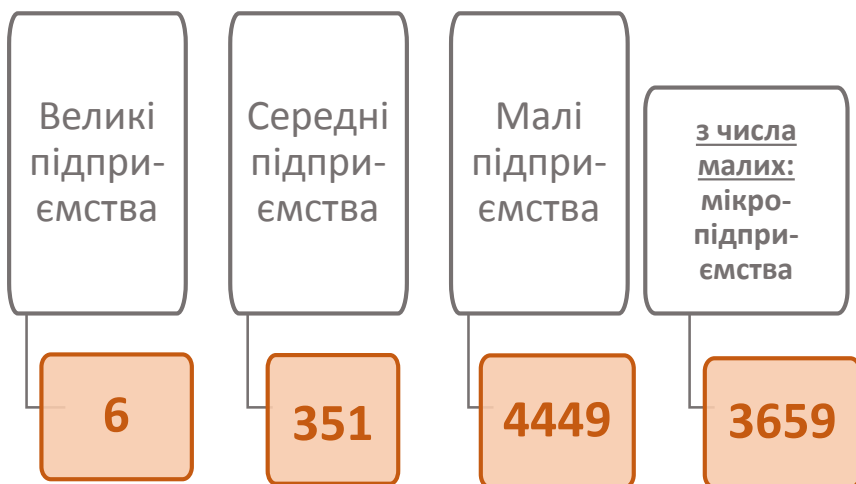 Великі
підпри-
ємства
Середні
підпри-
ємства
Малі
підпри-
ємства
з числа
малих:
мікро-
підпри-
ємства
6
351
4449
3659